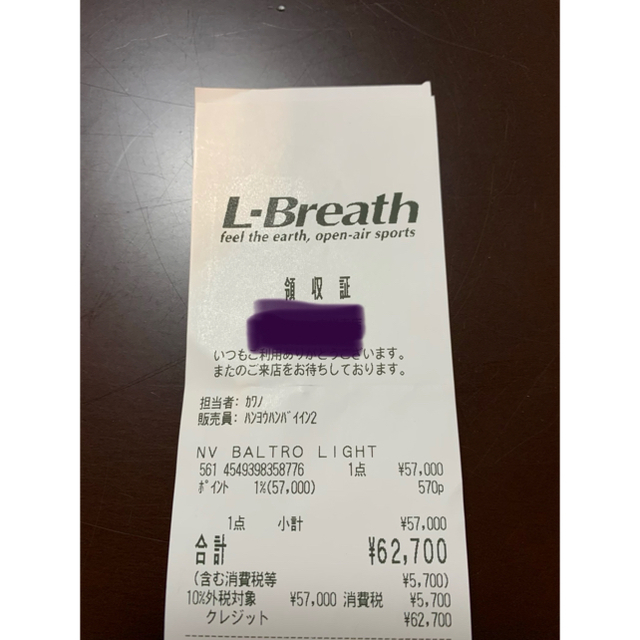 L-Breath
feel the earth, open-air sports
領収証
いつもご利用ありがとうございます。
またのご来店をお待ちしております。
担当者: ｶﾜﾉ
販売員: ﾊﾝﾖｳﾊﾝﾊﾞｲｲﾝ2
NV BALTRO LIGHT
561 4549398358776 1点 ¥57,000
ﾎﾟｲﾝﾄ 1%(57,000) 570p
1点 小計 ¥57,000
合計 ¥62,700
(含む消費税等 ¥5,700)
10%外税対象 ¥57,000 消費税 ¥5,700
クレジット ¥62,700